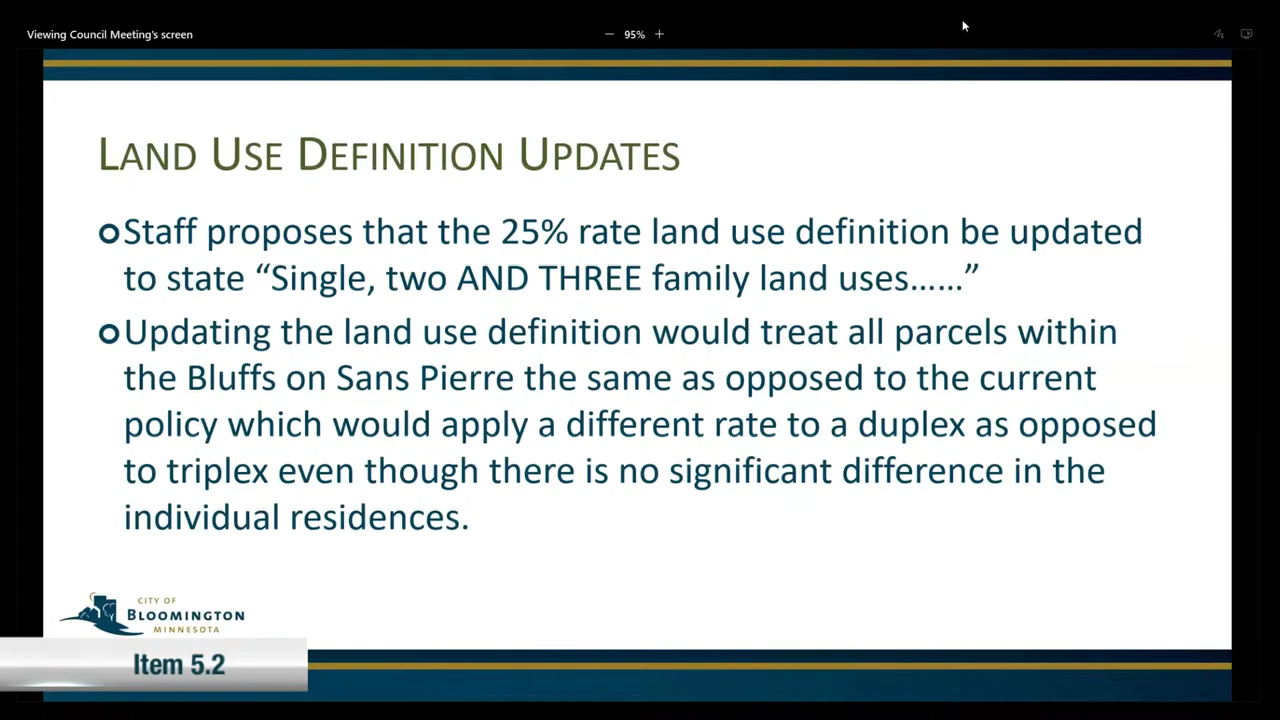 Viewing Council Meeting's screen
95%
LAND USE DEFINITION UPDATES
Staff proposes that the 25% rate land use definition be updated
to state “Single, two AND THREE family land uses……”
Updating the land use definition would treat all parcels within
the Bluffs on Sans Pierre the same as opposed to the current
policy which would apply a different rate to a duplex as opposed
to triplex even though there is no significant difference in the
individual residences.
CITY OF
BLOOMINGTON
MINNESOTA
Item 5.2